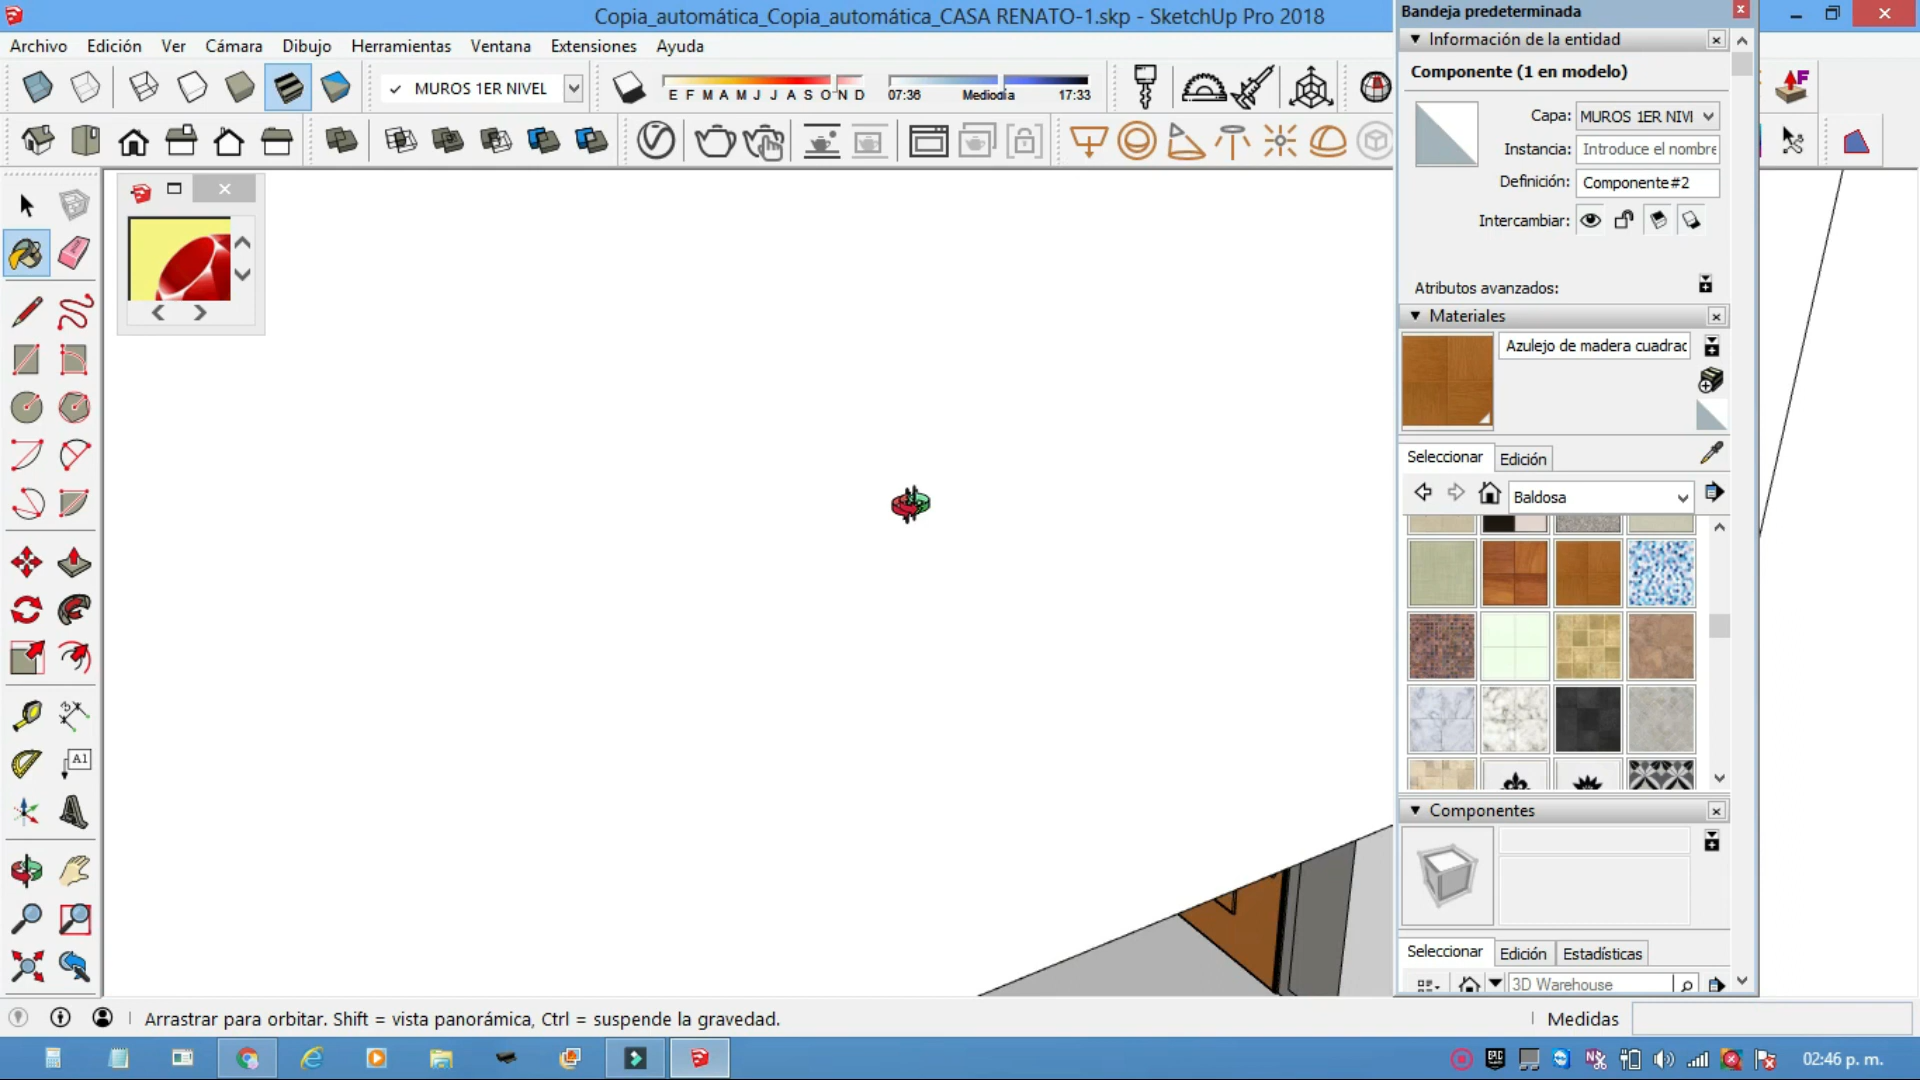 Copia_automática_Copia_automática_CASA RENATO-1.skp - SketchUp Pro 2018
Archivo Edición Ver Cámara Dibujo Herramientas Ventana Extensiones Ayuda
✓ MUROS 1ER NIVEL
E F M A M J J A S O N D
07:36 Mediodía 17:33
Bandeja predeterminada
Información de la entidad
Componente (1 en modelo)
Capa: MUROS 1ER NIVI
Instancia: Introduce el nombre
Definición: Componente#2
Intercambiar:
Atributos avanzados:
Materiales
Azulejo de madera cuadrac
Seleccionar Edición
Baldosa
Componentes
Seleccionar Edición Estadísticas
3D Warehouse
A1
Arrastrar para orbitar. Shift = vista panorámica, Ctrl = suspende la gravedad.
Medidas
02:46 p. m.